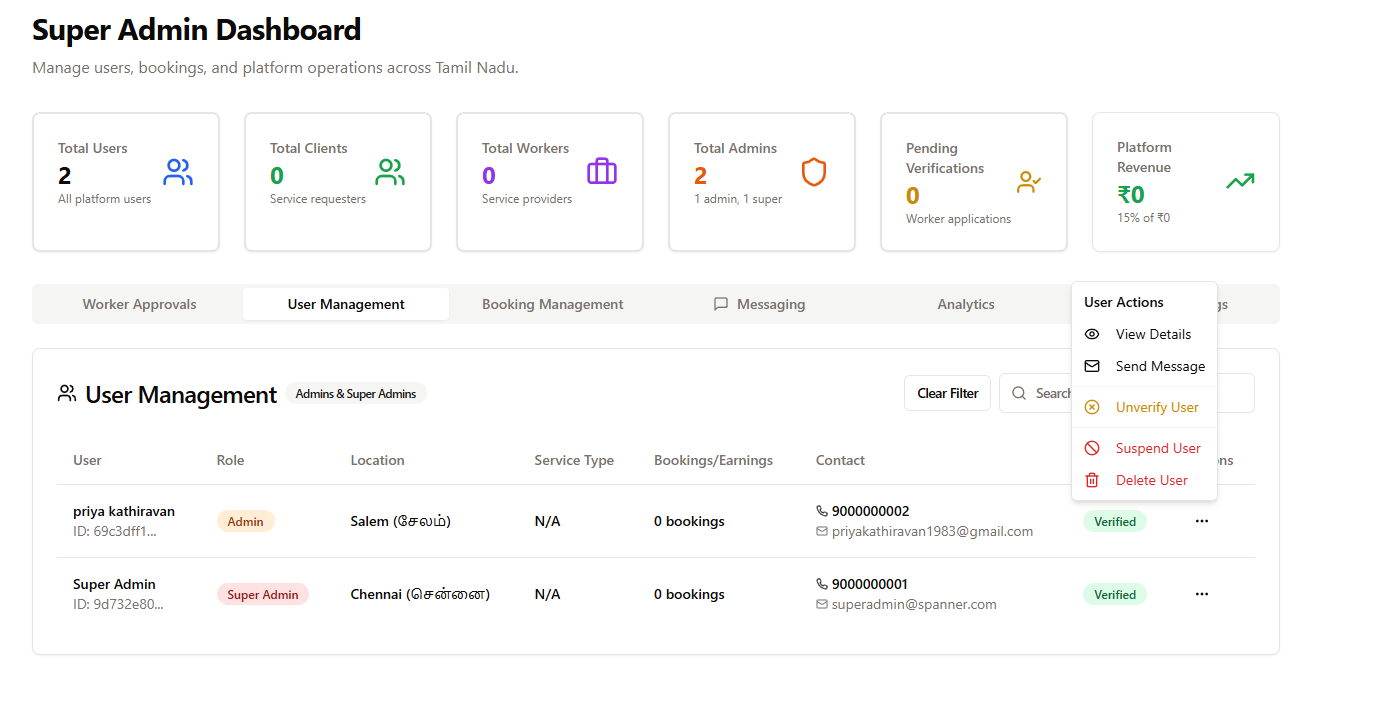 Super Admin Dashboard
Manage users, bookings, and platform operations across Tamil Nadu.
Total Users
2
All platform users
Total Clients
0
Service requesters
Total Workers
0
Service providers
Total Admins
2
1 admin, 1 super
Pending
Verifications
0
Worker applications
Platform
Revenue
₹0
15% of ₹0
Worker Approvals
User Management
Booking Management
Messaging
Analytics
User Actions
View Details
Send Message
Unverify User
Suspend User
Delete User
User Management Admins & Super Admins
Clear Filter
Search
User Role Location Service Type Bookings/Earnings Contact
priya kathiravan
ID: 69c3dff1...
Admin
Salem (சேலம்)
N/A
0 bookings
9000000002
priyakathiravan1983@gmail.com
Verified
Super Admin
ID: 9d732e80...
Super Admin
Chennai (சென்னை)
N/A
0 bookings
9000000001
superadmin@spanner.com
Verified